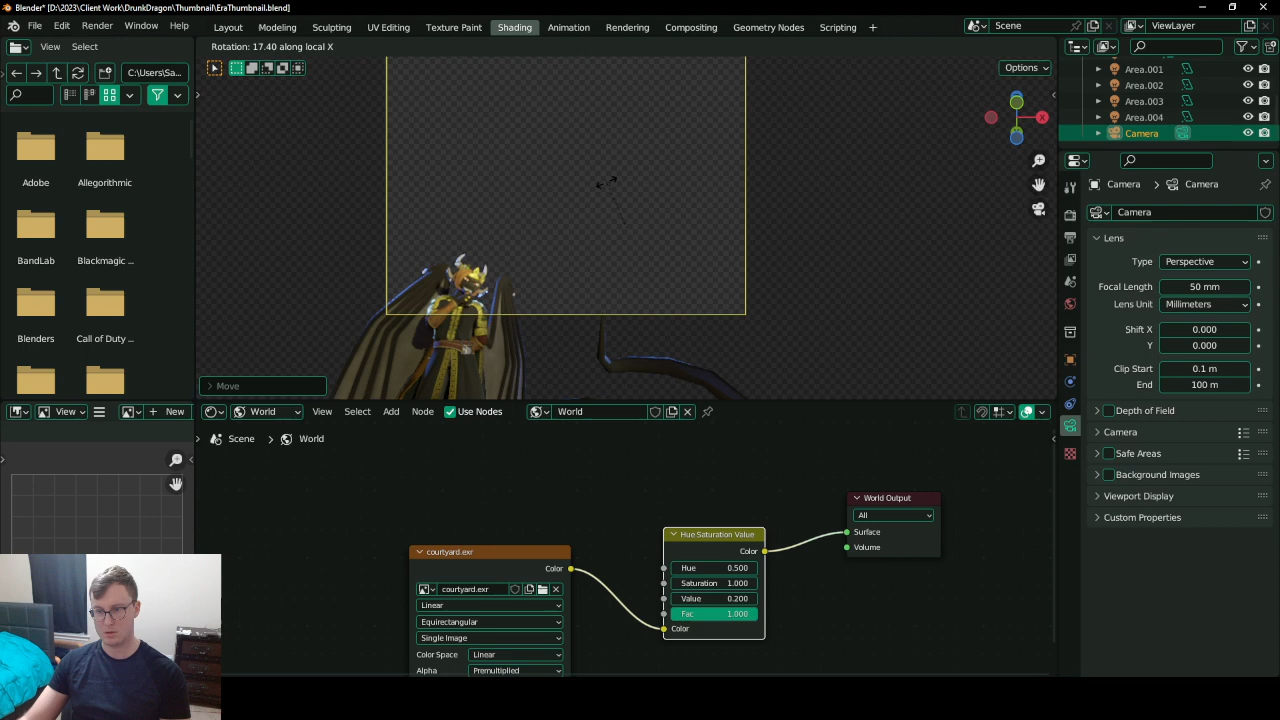 Blender* [D:\2023\Client Work\DrunkDragon\Thumbnail\EraThumbnail.blend]
File Edit Render Window Help Layout Modeling Sculpting UV Editing Texture Paint Shading Animation Rendering Compositing Geometry Nodes Scripting Scene ViewLayer
View Select Rotation: 17.40 along local X
C:\Users\Sa... Options
Adobe Allegorithmic
BandLab Blackmagic ...
Blenders Call of Duty ...
Move
Area.001
Area.002
Area.003
Area.004
Camera
Camera > Camera
Camera
Lens
Type Perspective
Focal Length 50 mm
Lens Unit Millimeters
Shift X 0.000
Y 0.000
Clip Start 0.1 m
End 100 m
Depth of Field
Camera
Safe Areas
Background Images
Viewport Display
Custom Properties
View New World View Select Add Node Use Nodes World
Scene > World
World Output
All
Surface
Volume
Hue Saturation Value
Color
Hue 0.500
Saturation 1.000
Value 0.200
Fac 1.000
Color
courtyard.exr
Color
courtyard.exr
Linear
Equirectangular
Single Image
Color Space Linear
Alpha Premultiplied